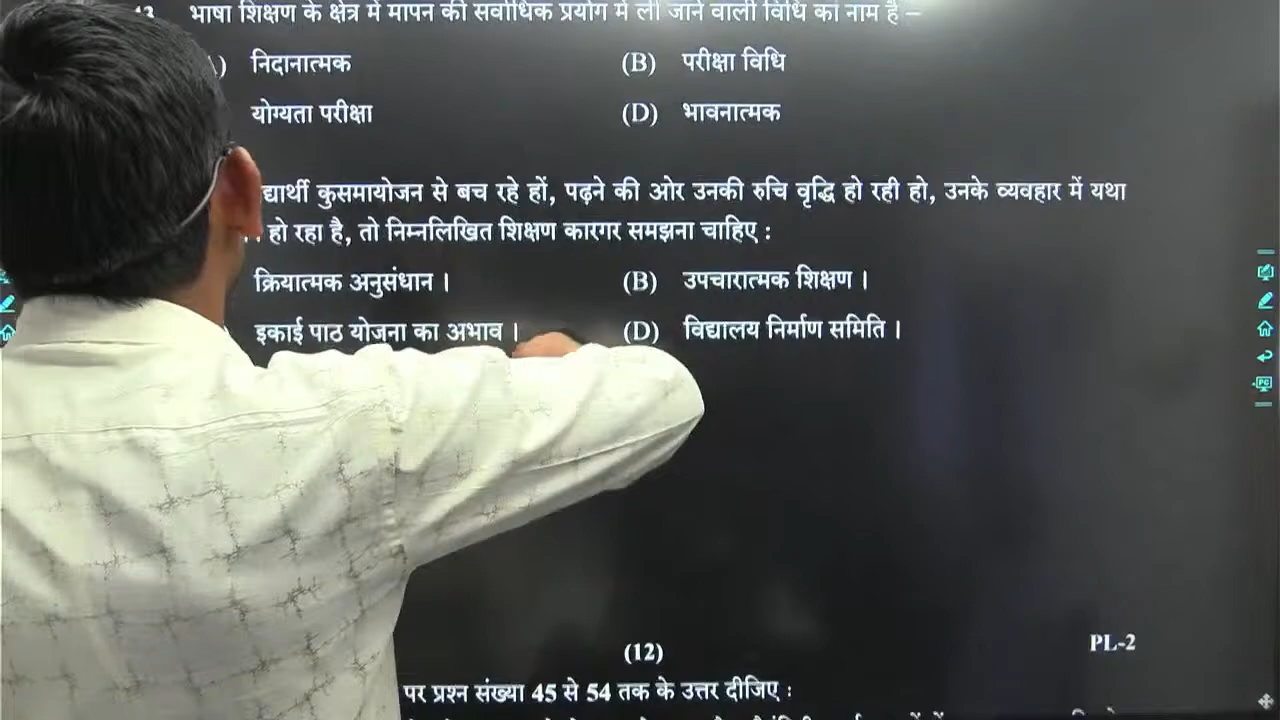 भाषा शिक्षण के क्षेत्र में मापन की सर्वाधिक प्रयोग में ली जाने वाली विधि का नाम है –
) निदानात्मक (B) परीक्षा विधि
योग्यता परीक्षा (D) भावनात्मक
कुसमायोजन से बच रहे हों, पढ़ने की ओर उनकी रुचि वृद्धि हो रही हो, उनके व्यवहार में यथा
हो रहा है, तो निम्नलिखित शिक्षण कारगर समझना चाहिए :
क्रियात्मक अनुसंधान । (B) उपचारात्मक शिक्षण ।
इकाई पाठ योजना का अभाव । (D) विद्यालय निर्माण समिति ।
(12)
PL-2
पर प्रश्न संख्या 45 से 54 तक के उत्तर दीजिए :